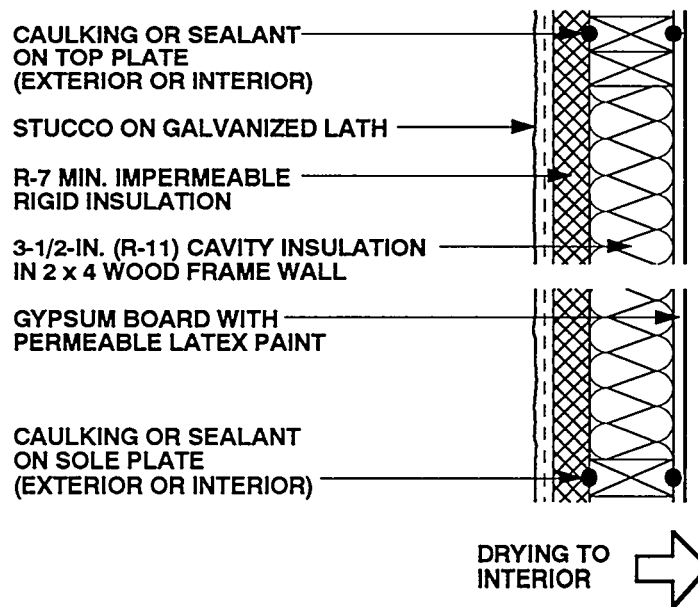 CAULKING OR SEALANT
ON TOP PLATE
(EXTERIOR OR INTERIOR)
STUCCO ON GALVANIZED LATH
R-7 MIN. IMPERMEABLE
RIGID INSULATION
3-1/2-IN. (R-11) CAVITY INSULATION
IN 2 x 4 WOOD FRAME WALL
GYPSUM BOARD WITH
PERMEABLE LATEX PAINT
CAULKING OR SEALANT
ON SOLE PLATE
(EXTERIOR OR INTERIOR)
DRYING TO
INTERIOR